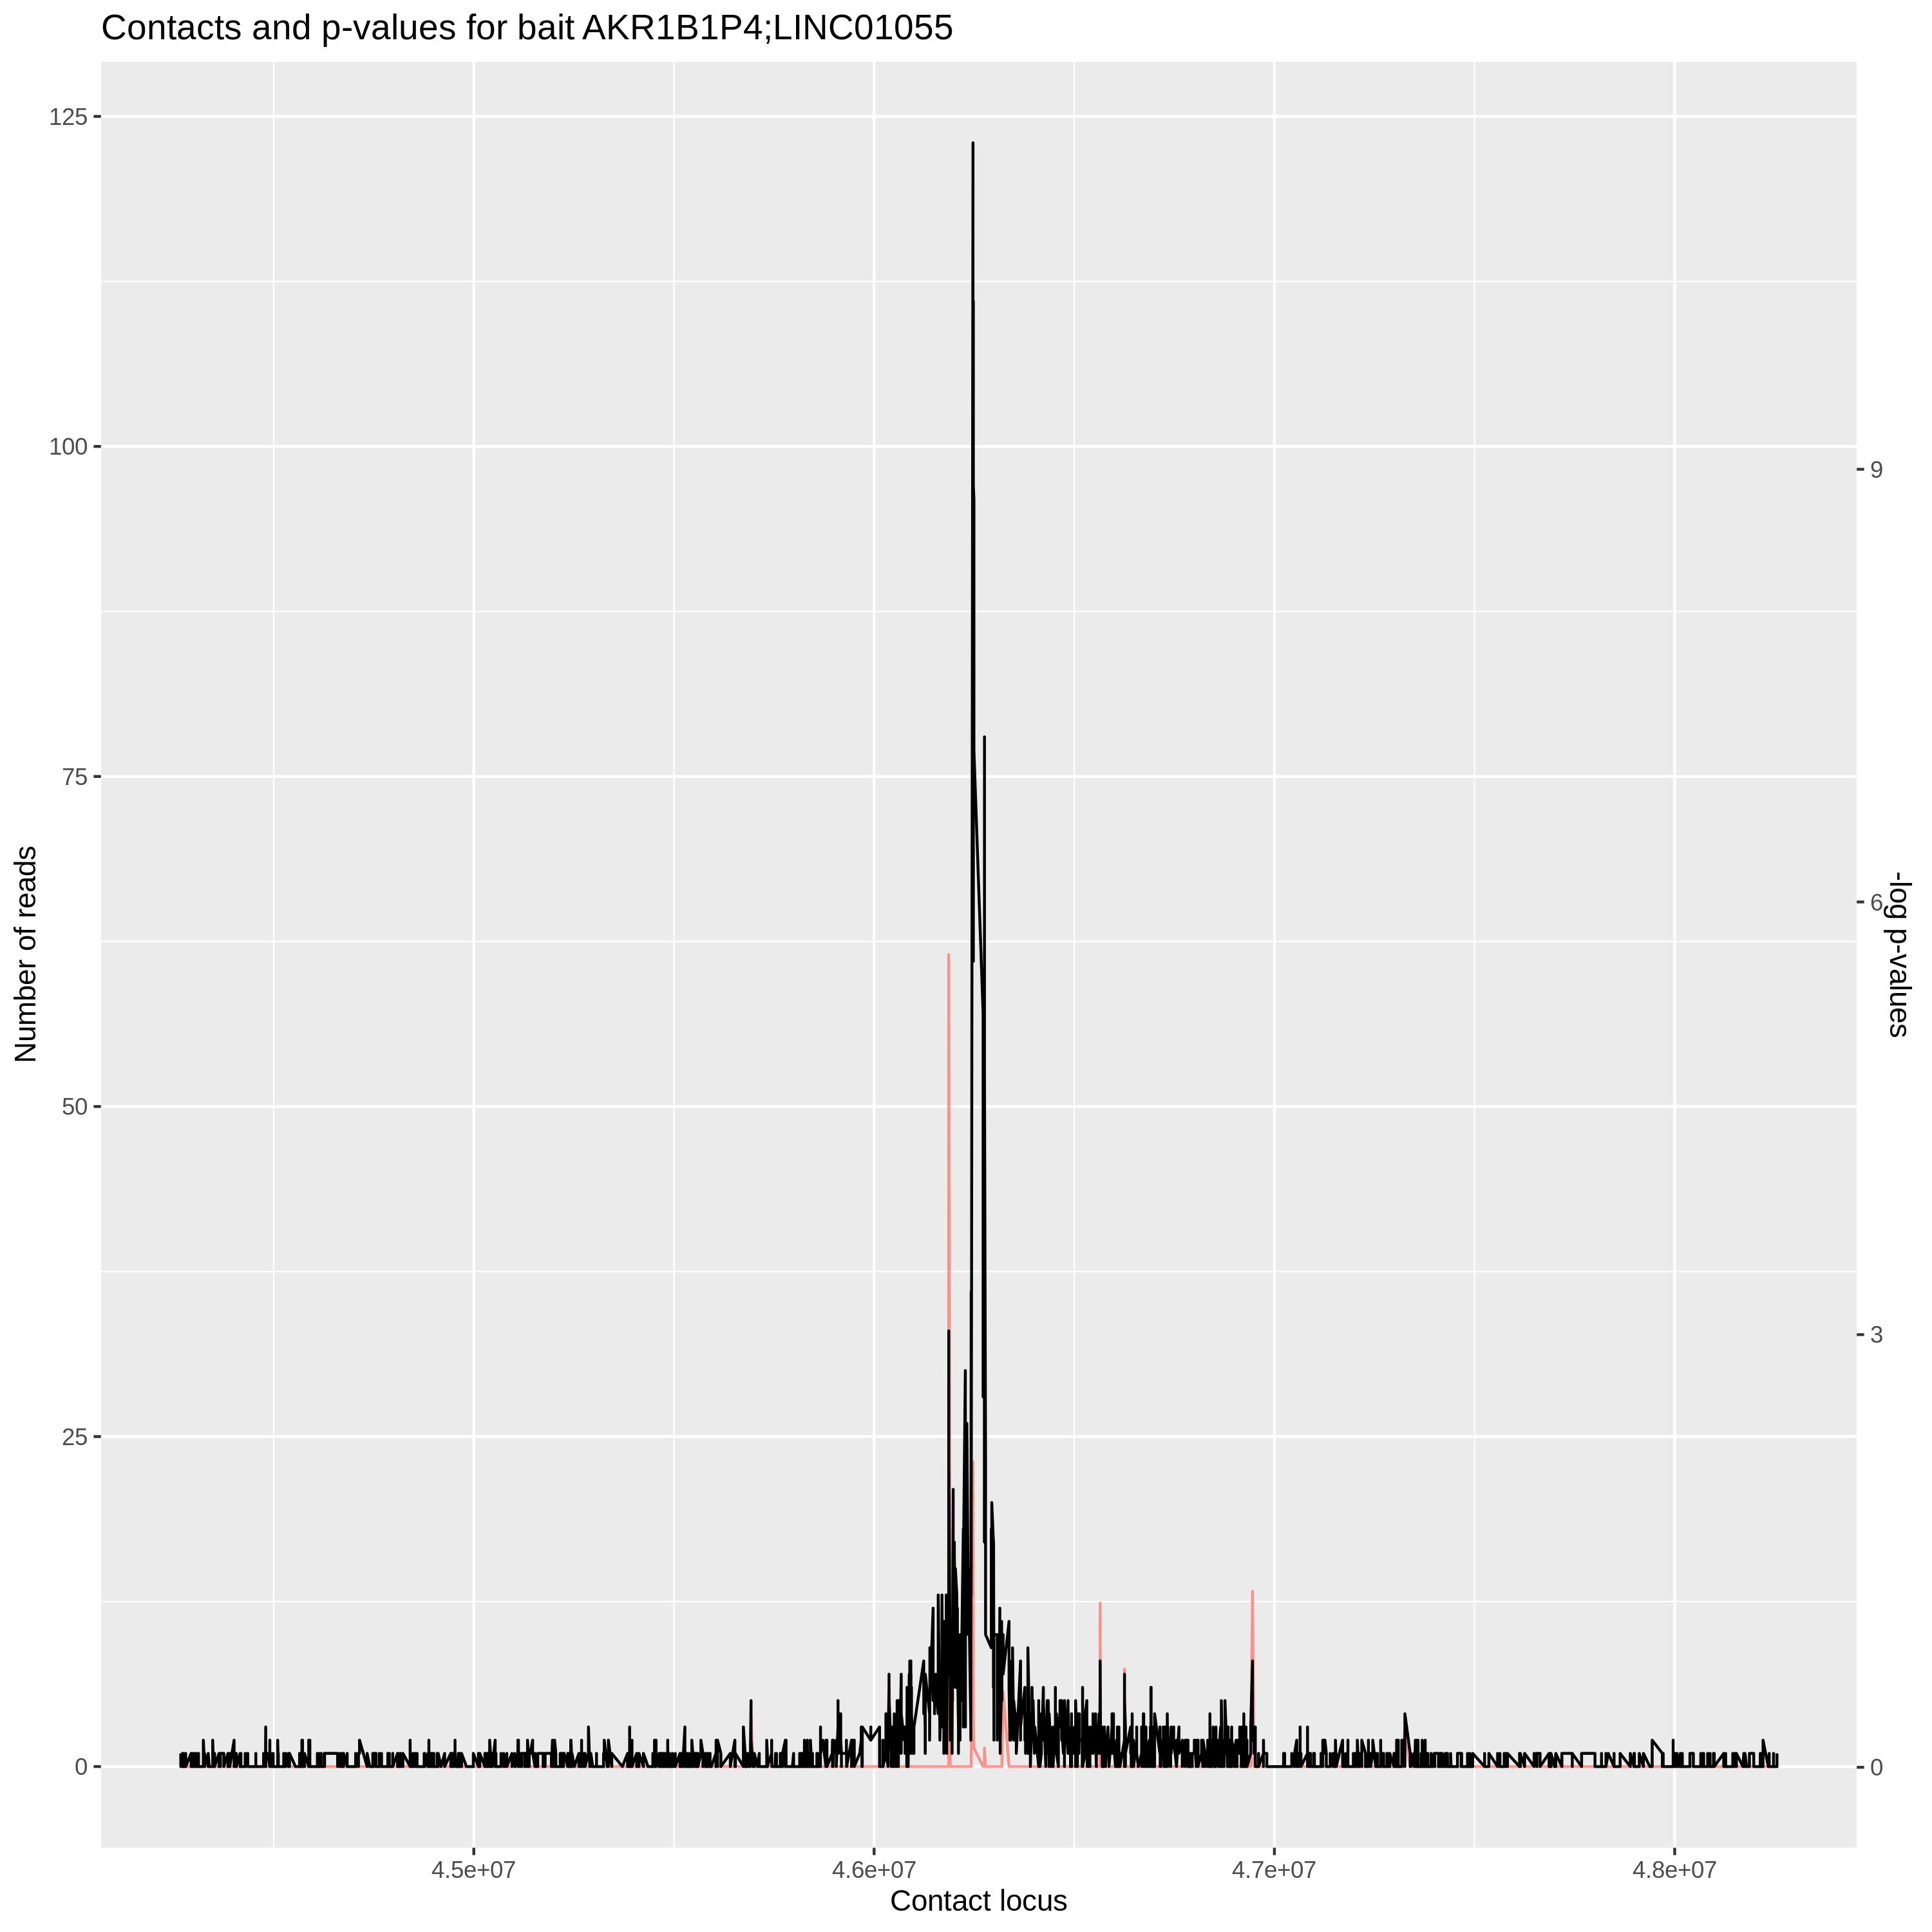 Contacts and p-values for bait AKR1B1P4;LINC01055
125
100
75
50
25
0
Number of reads
9
6
3
0
-log p-values
4.5e+07
4.6e+07
4.7e+07
4.8e+07
Contact locus